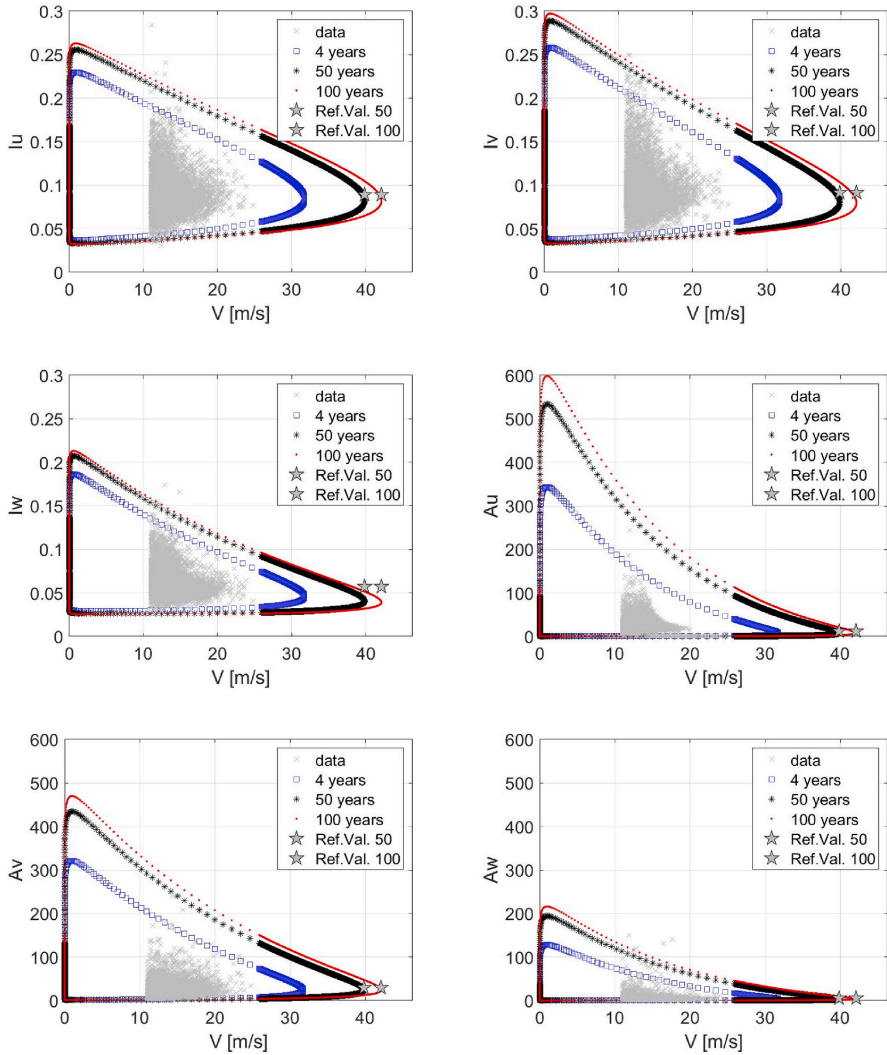 0.3
0.25
0.2
0.15
0.1
0.05
0
Iu
0 10 20 30 40
V [m/s]
data
4 years
50 years
100 years
Ref.Val. 50
Ref.Val. 100
0.3
0.25
0.2
0.15
0.1
0.05
0
Iv
0 10 20 30 40
V [m/s]
data
4 years
50 years
100 years
Ref.Val. 50
Ref.Val. 100
0.3
0.25
0.2
0.15
0.1
0.05
0
Iw
0 10 20 30 40
V [m/s]
data
4 years
50 years
100 years
Ref.Val. 50
Ref.Val. 100
600
500
400
300
200
100
0
Au
0 10 20 30 40
V [m/s]
data
4 years
50 years
100 years
Ref.Val. 50
Ref.Val. 100
600
500
400
300
200
100
0
Av
0 10 20 30 40
V [m/s]
data
4 years
50 years
100 years
Ref.Val. 50
Ref.Val. 100
600
500
400
300
200
100
0
Aw
0 10 20 30 40
V [m/s]
data
4 years
50 years
100 years
Ref.Val. 50
Ref.Val. 100